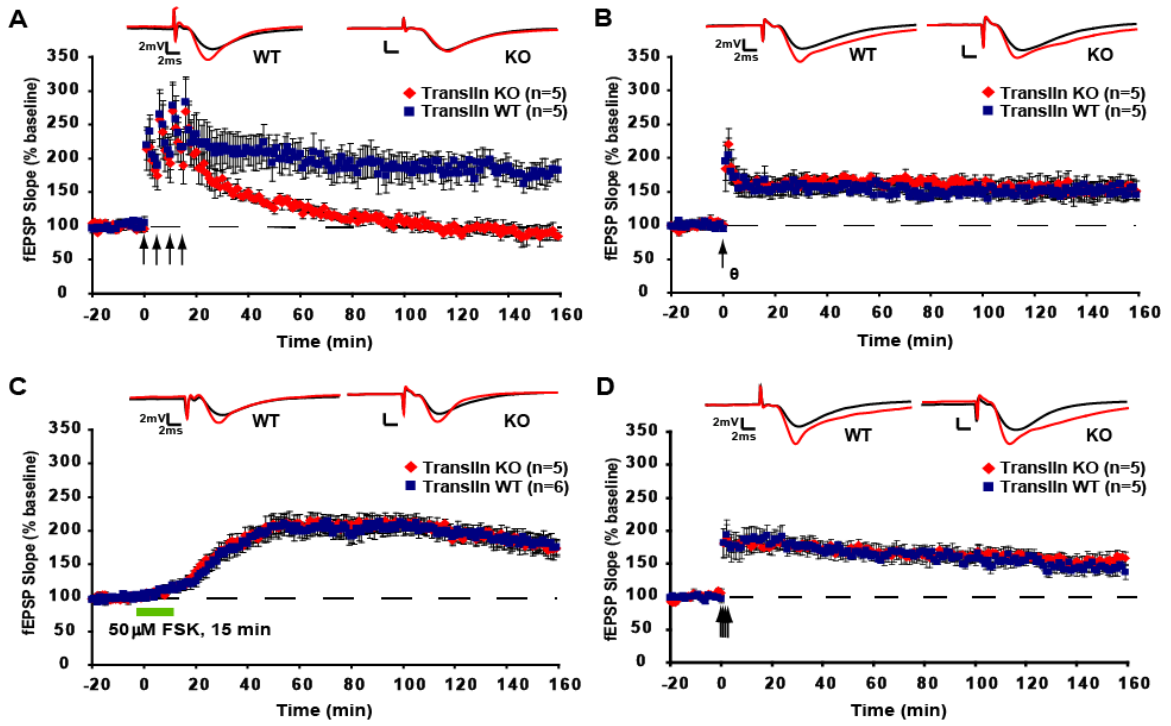 A
2mV
2ms
WT
KO
350
300
250
200
150
100
50
0
Translin KO (n=5)
Translin WT (n=5)
fEPSP Slope (% baseline)
-20 0 20 40 60 80 100 120 140 160
Time (min)
B
2mV
2ms
WT
KO
350
300
250
200
150
100
50
0
Translin KO (n=5)
Translin WT (n=5)
fEPSP Slope (% baseline)
θ
-20 0 20 40 60 80 100 120 140 160
Time (min)
C
2mV
2ms
WT
KO
350
300
250
200
150
100
50
0
Translin KO (n=5)
Translin WT (n=6)
fEPSP Slope (% baseline)
50 µM FSK, 15 min
-20 0 20 40 60 80 100 120 140 160
Time (min)
D
2mV
2ms
WT
KO
350
300
250
200
150
100
50
0
Translin KO (n=5)
Translin WT (n=5)
fEPSP Slope (% baseline)
-20 0 20 40 60 80 100 120 140 160
Time (min)